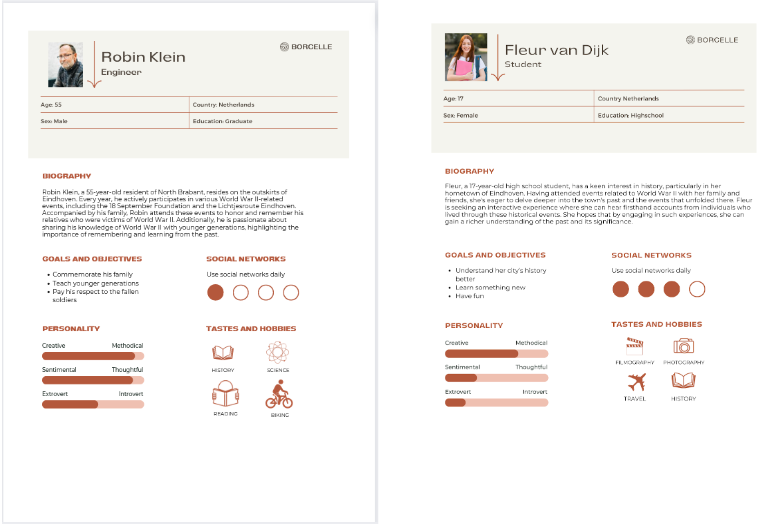 Robin Klein
Engineer
BORCELLE
Age: 55
Country: Netherlands
Sex: Male
Education: Graduate
BIOGRAPHY
Robin Klein, a 55-year-old resident of North Brabant, resides on the outskirts of
Eindhoven. Every year, he actively participates in various World War II-related
events, including the 18 September Foundation and the Lichtjesroute Eindhoven.
Accompanied by his family, Robin attends these events to honor and remember his
relatives who were victims of World War II. Additionally, he is passionate about
sharing his knowledge of World War II with younger generations, highlighting the
importance of remembering and learning from the past.
GOALS AND OBJECTIVES
• Commemorate his family
• Teach younger generations
• Pay his respect to the fallen
soldiers
SOCIAL NETWORKS
Use social networks daily
PERSONALITY
Creative Methodical
Sentimental Thoughtful
Extrovert Introvert
TASTES AND HOBBIES
HISTORY SCIENCE
READING BIKING
Fleur van Dijk
Student
BORCELLE
Age: 17
Country Netherlands
Sex: Female
Education: Highschool
BIOGRAPHY
Fleur, a 17-year-old high school student, has a keen interest in history, particularly in her
hometown of Eindhoven. Having attended events related to World War II with her family and
friends, she's eager to delve deeper into the town's past and the events that unfolded there. Fleur
is seeking an interactive experience where she can hear firsthand accounts from individuals who
lived through these historical events. She hopes that by engaging in such experiences, she can
gain a richer understanding of the past and its significance.
GOALS AND OBJECTIVES
• Understand her city's history
better
• Learn something new
• Have fun
SOCIAL NETWORKS
Use social networks daily
PERSONALITY
Creative Methodical
Sentimental Thoughtful
Extrovert Introvert
TASTES AND HOBBIES
FILMOGRAPHY PHOTOGRAPHY
TRAVEL HISTORY